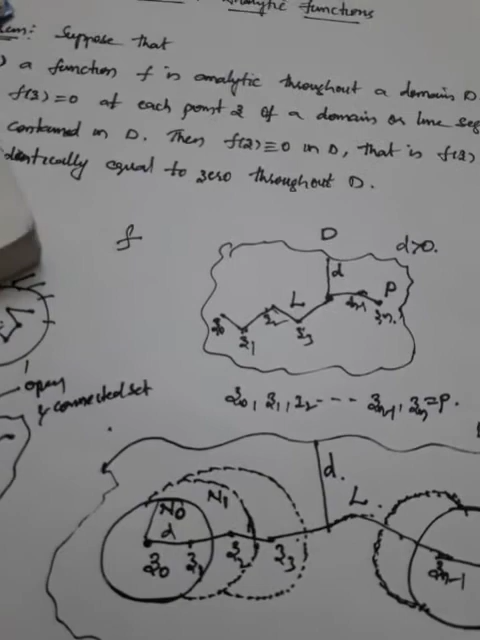 Analytic functions
Suppose that
a function f is analytic throughout a domain D
f(z)=0 at each point z of a domain or line seg
contained in D. Then f(z)≡0 in D, that is f(z)
identically equal to zero throughout D.
f
D
d>0.
d
L
P
z0
z1
z2
z3
zn-1
zn
open
& connected set
z0, z1, z2 ---- zn-1, zn=P.
d.
L.
N0
N1
d
z0
z1
z2
z3
zn-1